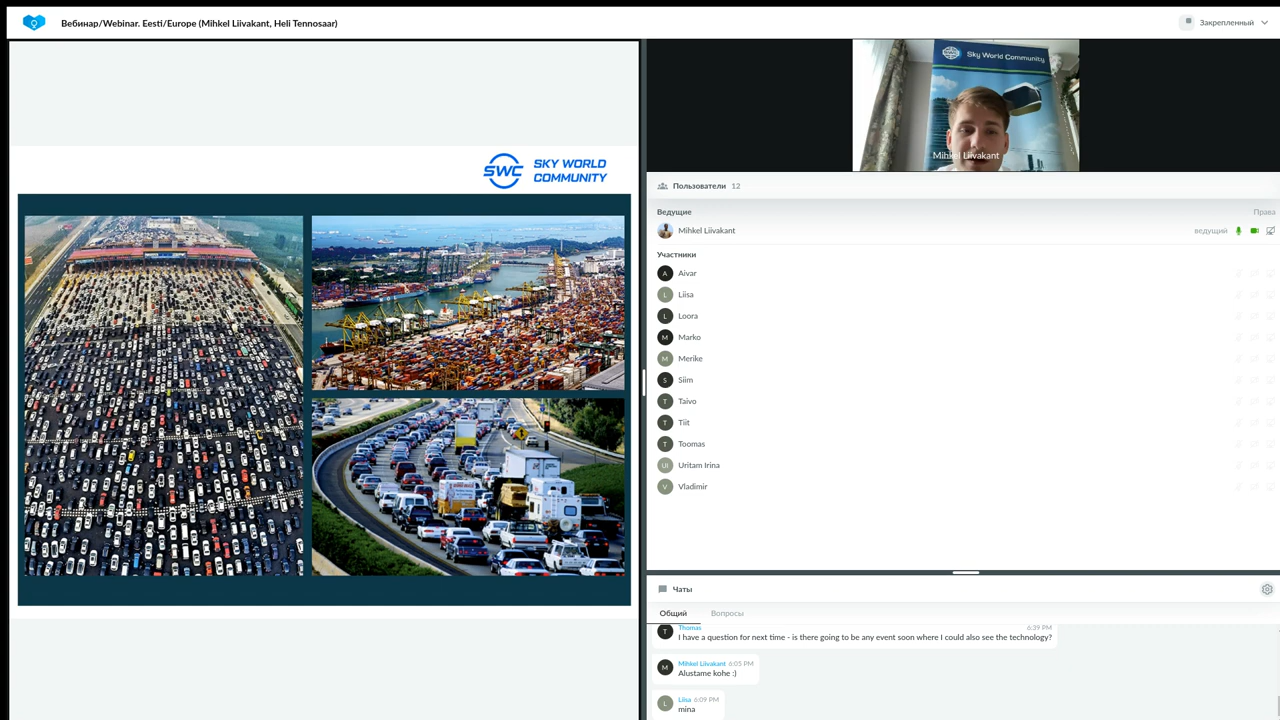 Вебинар/Webinar. Eesti/Europe (Mihkel Liivakant, Heli Tennosaar)
Закрепленный
SWC SKY WORLD COMMUNITY
Sky World Community
Mihkel Liivakant
Пользователи 12
Ведущие Права
Mihkel Liivakant ведущий
Участники
A Aivar
L Liisa
L Loora
M Marko
M Merike
S Siim
T Taivo
T Tiit
T Toomas
UI Uritam Irina
V Vladimir
Чаты
Общий Вопросы
Thomas 6:39 PM
T I have a question for next time - is there going to be any event soon where I could also see the technology?
Mihkel Liivakant 6:05 PM
M Alustame kohe :)
Liisa 6:09 PM
L mina